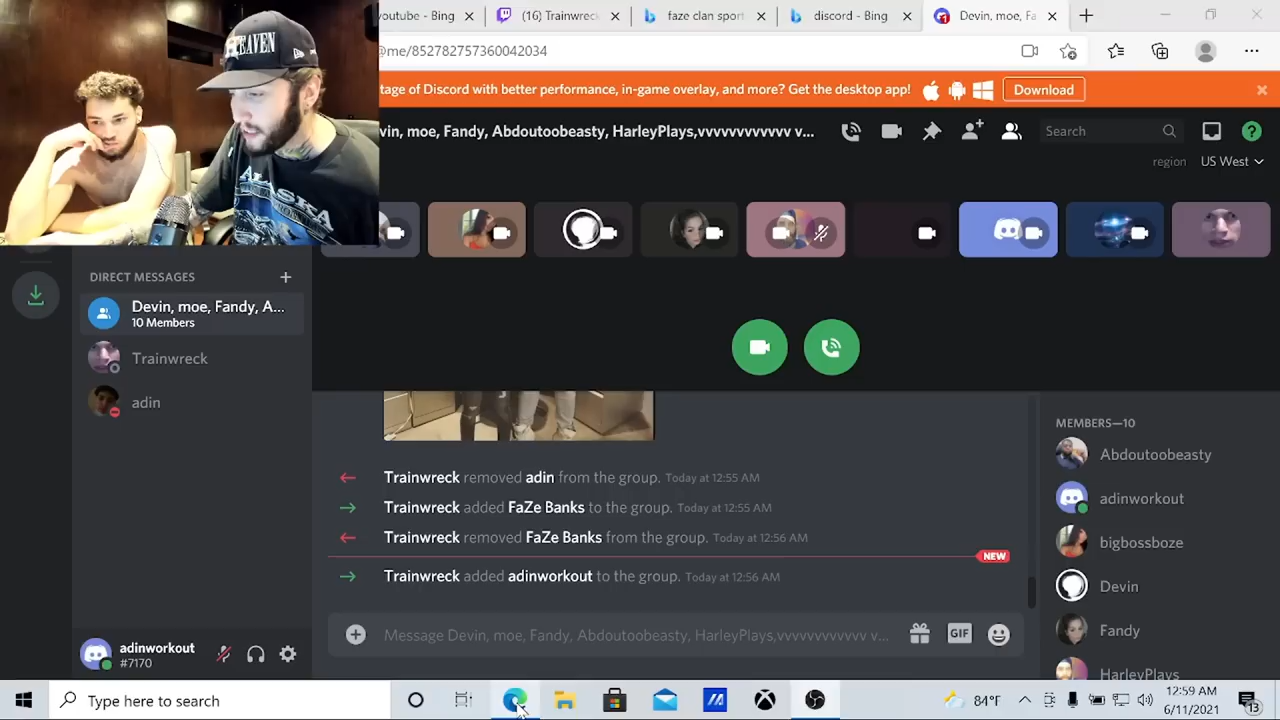 youtube - Bing
(16) Trainwreck
faze clan sport
discord - Bing
Devin, moe, Fa
@me/852782757360042034
tage of Discord with better performance, in-game overlay, and more? Get the desktop app!
Download
vin, moe, Fandy, Abdoutoobeasty, HarleyPlays,vvvvvvvvvvvv v...
Search
region US West
DIRECT MESSAGES
Devin, moe, Fandy, A...
10 Members
Trainwreck
adin
Trainwreck removed adin from the group. Today at 12:55 AM
Trainwreck added FaZe Banks to the group. Today at 12:55 AM
Trainwreck removed FaZe Banks from the group. Today at 12:56 AM
NEW
Trainwreck added adinworkout to the group. Today at 12:56 AM
Message Devin, moe, Fandy, Abdoutoobeasty, HarleyPlays,vvvvvvvvvvvv v...
GIF
MEMBERS—10
Abdoutoobeasty
adinworkout
bigbossboze
Devin
Fandy
HarleyPlays
adinworkout
#7170
Type here to search
84°F
12:59 AM
6/11/2021
13
ALASKA